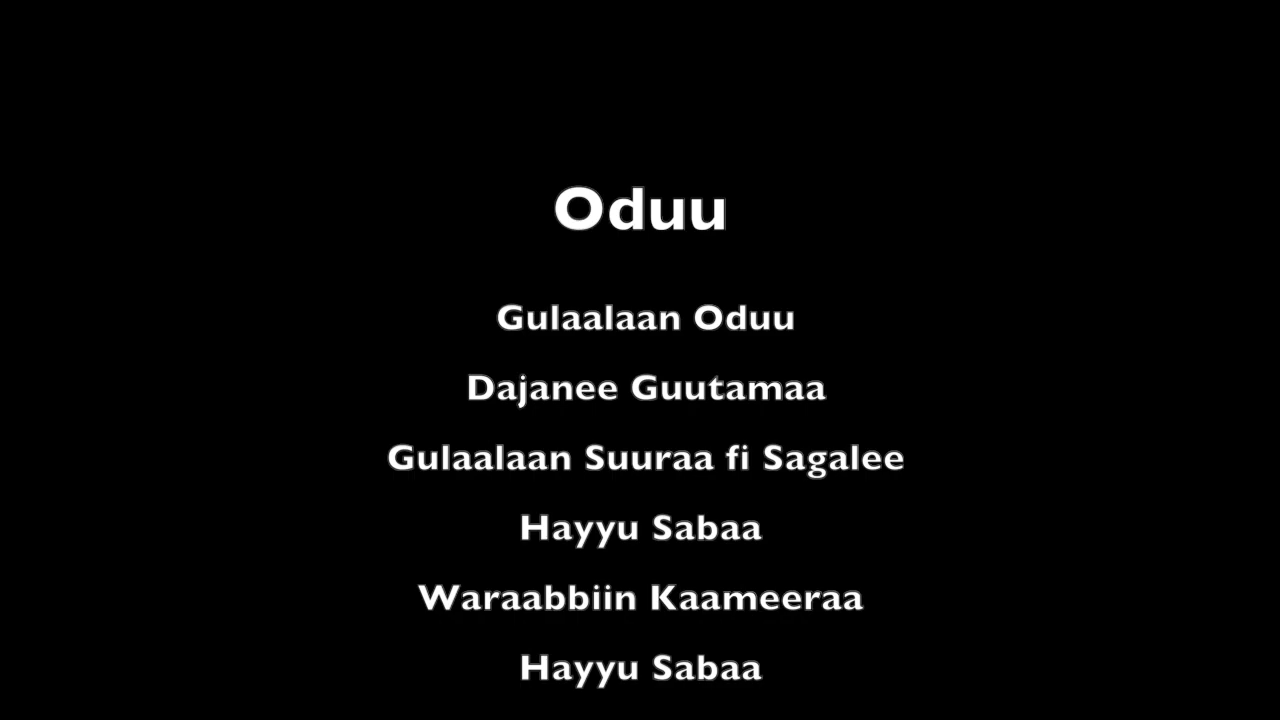 Oduu
Gulaalaan Oduu
Dajanee Guutamaa
Gulaalaan Suuraa fi Sagalee
Hayyu Sabaa
Waraabbiin Kaameeraa
Hayyu Sabaa